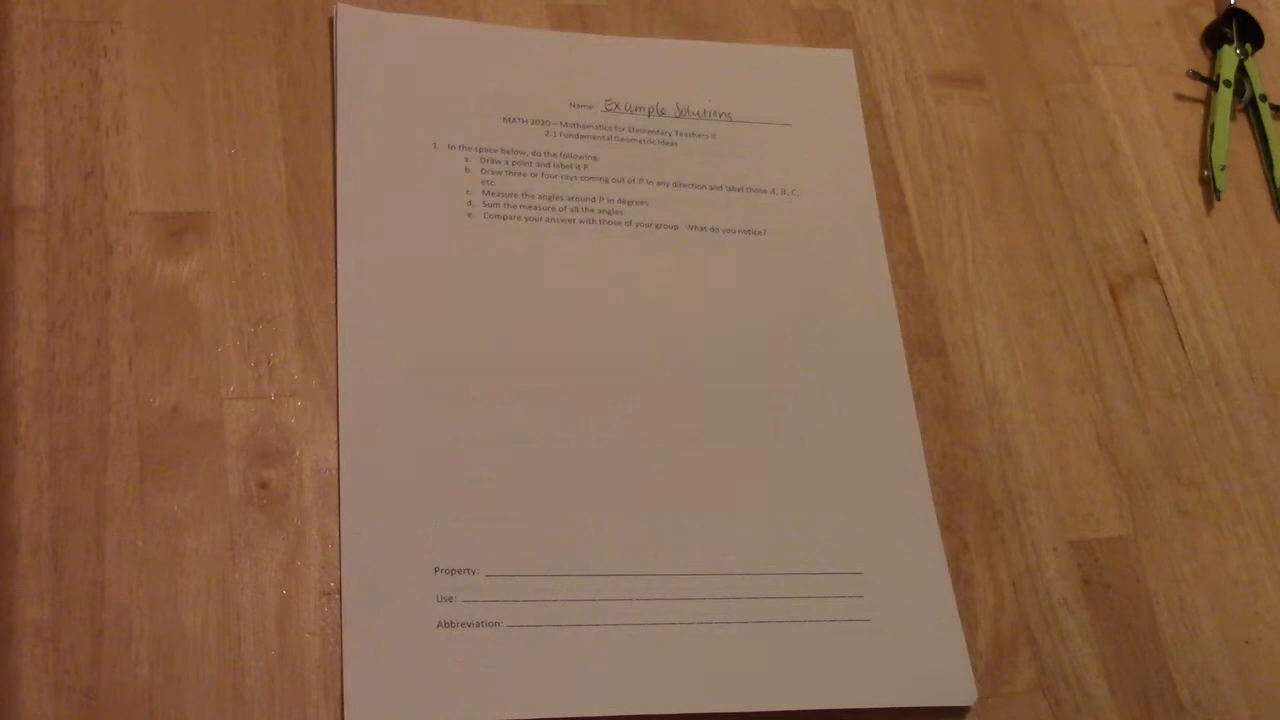 Name: Example Solutions
MATH 2020 – Mathematics for Elementary Teachers II
2.1 Fundamental Geometric Ideas
1. In the space below, do the following.
a. Draw a point and label it P
b. Draw three or four rays coming out of P in any direction and label those A, B, C,
etc.
c. Measure the angles around P in degrees
d. Sum the measure of all the angles
e. Compare your answer with those of your group. What do you notice?
Property:
Use:
Abbreviation: